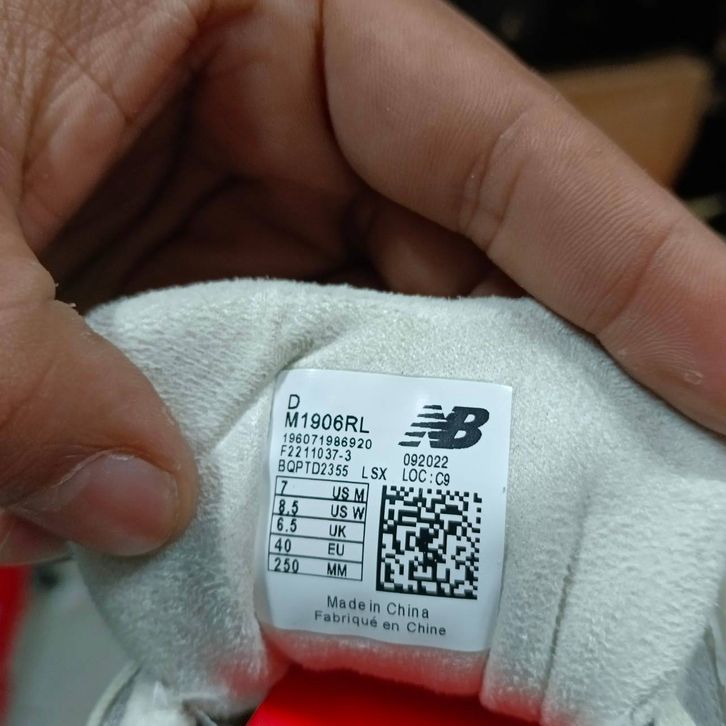 D
M1906RL
196071986920
F2211037-3
BQPTD2355 LSX
NB
092022
LOC:C9
7 US M
8.5 US W
6.5 UK
40 EU
250 MM
Made in China
Fabriqué en Chine